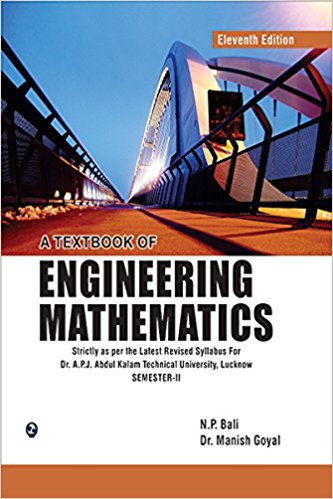 Eleventh Edition
A TEXTBOOK OF
ENGINEERING
MATHEMATICS
Strictly as per the Latest Revised Syllabus For
Dr. A.P.J. Abdul Kalam Technical University, Lucknow
SEMESTER-II
N.P. Bali
Dr. Manish Goyal